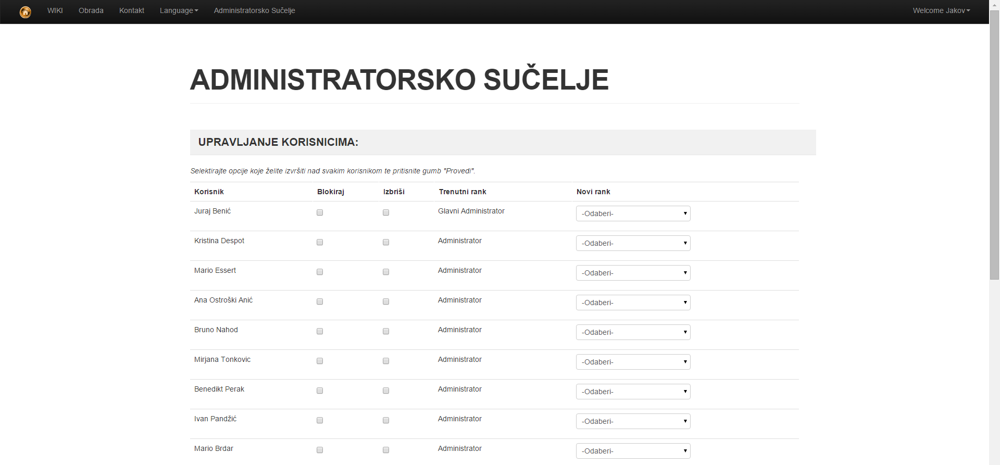 WIKI Obrada Kontakt Language Administratorsko Sučelje Welcome Jakov
ADMINISTRATORSKO SUČELJE
UPRAVLJANJE KORISNICIMA:
Selektirajte opcije koje želite izvršiti nad svakim korisnikom te pritisnite gumb "Provedi".
Korisnik Blokiraj Izbriši Trenutni rank Novi rank
Juraj Benić Glavni Administrator -Odaberi-
Kristina Despot Administrator -Odaberi-
Mario Essert Administrator -Odaberi-
Ana Ostroški Anić Administrator -Odaberi-
Bruno Nahod Administrator -Odaberi-
Mirjana Tonkovic Administrator -Odaberi-
Benedikt Perak Administrator -Odaberi-
Ivan Pandžić Administrator -Odaberi-
Mario Brdar Administrator -Odaberi-